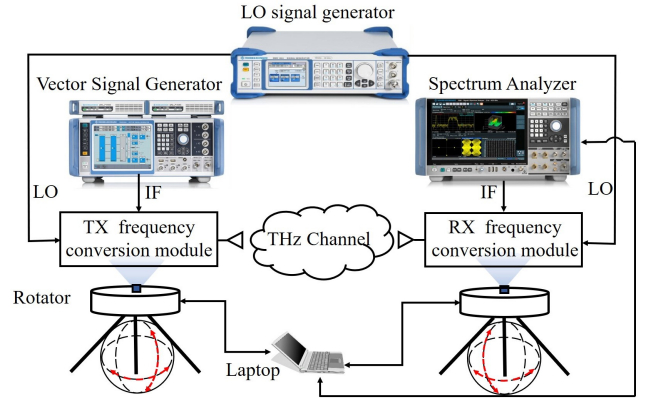 LO signal generator
Vector Signal Generator
Spectrum Analyzer
LO
IF
IF
LO
TX frequency
conversion module
THz Channel
RX frequency
conversion module
Rotator
Laptop